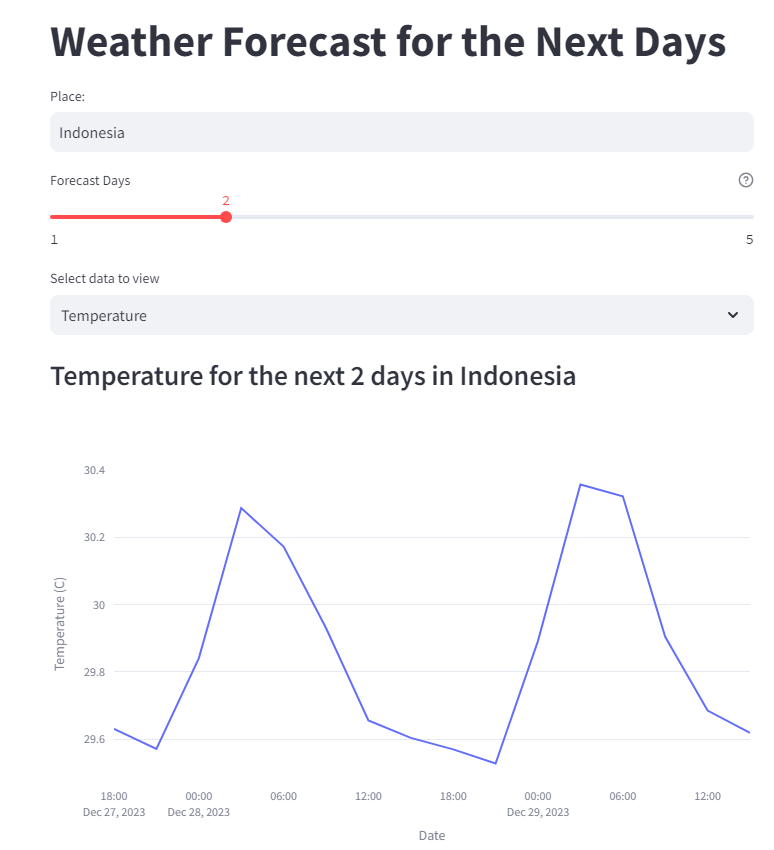 Weather Forecast for the Next Days
Place:
Indonesia
Forecast Days
2
1 5
Select data to view
Temperature
Temperature for the next 2 days in Indonesia
30.4
30.2
30
29.8
29.6
Temperature (C)
18:00 00:00 06:00 12:00 18:00 00:00 06:00 12:00
Dec 27, 2023 Dec 28, 2023 Dec 29, 2023
Date